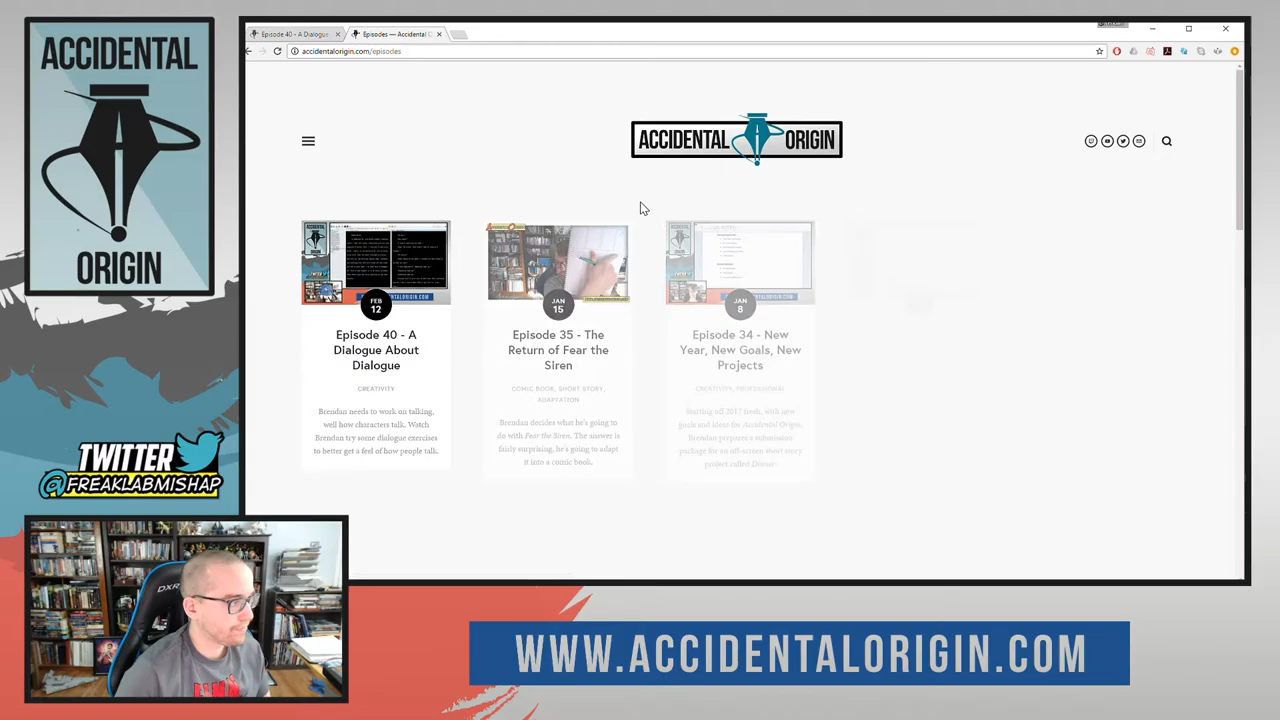 ACCIDENTAL
ORIGIN
TWITTER
@FREAKLABMISHAP
DXR
Episode 40 - A Dialogu
Episodes — Accidental O
accidentalorigin.com/episodes
ACCIDENTAL ORIGIN
FEB
12
Episode 40 - A
Dialogue About
Dialogue
CREATIVITY
Brendan needs to work on talking,
well how characters talk. Watch
Brendan try some dialogue exercises
to better get a feel of how people talk.
JAN
15
Episode 35 - The
Return of Fear the
Siren
COMIC BOOK, SHORT STORY,
ADAPTATION
Brendan decides what he's going to
do with Fear the Siren. The answer is
fairly surprising, he's going to adapt
it into a comic book.
JAN
8
Episode 34 - New
Year, New Goals, New
Projects
CREATIVITY, PROFESSIONAL
Starting off 2017 fresh, with new
goals and ideas for Accidental Origin,
Brendan prepares a submission
package for an off-screen short story
project called Dinner.
WWW.ACCIDENTALORIGIN.COM